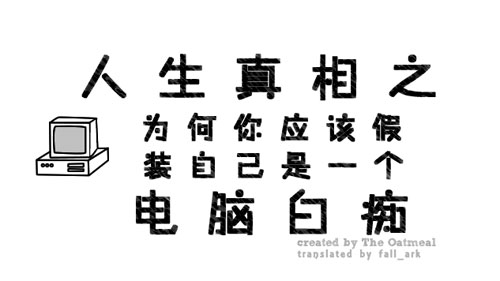 人生真相之
为何你应该假
装自己是一个
电脑白痴
created by The Oatmeal
translated by fall_ark